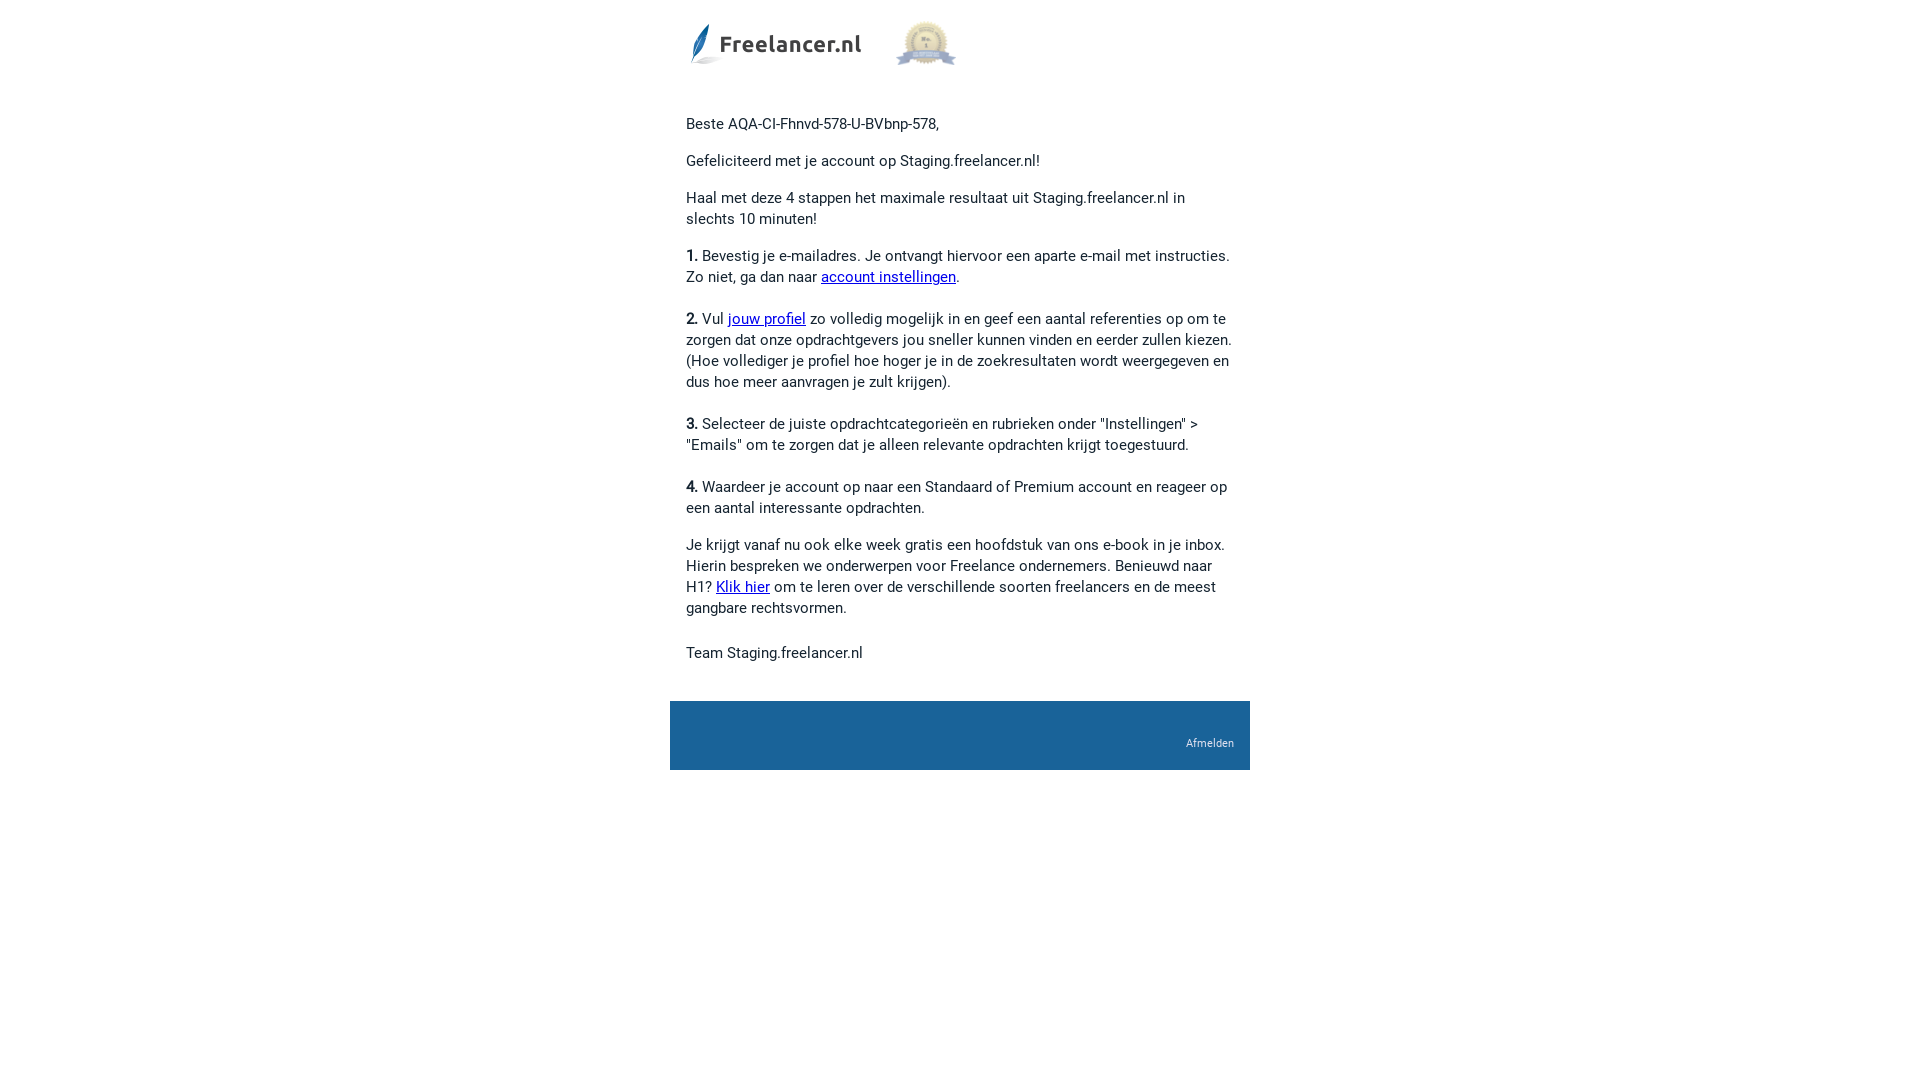 Freelancer.nl
Beste AQA-CI-Fhnvd-578-U-BVbnp-578,
Gefeliciteerd met je account op Staging.freelancer.nl!
Haal met deze 4 stappen het maximale resultaat uit Staging.freelancer.nl in
slechts 10 minuten!
1. Bevestig je e-mailadres. Je ontvangt hiervoor een aparte e-mail met instructies.
Zo niet, ga dan naar account instellingen.
2. Vul jouw profiel zo volledig mogelijk in en geef een aantal referenties op om te
zorgen dat onze opdrachtgevers jou sneller kunnen vinden en eerder zullen kiezen.
(Hoe vollediger je profiel hoe hoger je in de zoekresultaten wordt weergegeven en
dus hoe meer aanvragen je zult krijgen).
3. Selecteer de juiste opdrachtcategorieën en rubrieken onder "Instellingen" >
"Emails" om te zorgen dat je alleen relevante opdrachten krijgt toegestuurd.
4. Waardeer je account op naar een Standaard of Premium account en reageer op
een aantal interessante opdrachten.
Je krijgt vanaf nu ook elke week gratis een hoofdstuk van ons e-book in je inbox.
Hierin bespreken we onderwerpen voor Freelance ondernemers. Benieuwd naar
H1? Klik hier om te leren over de verschillende soorten freelancers en de meest
gangbare rechtsvormen.
Team Staging.freelancer.nl
Afmelden